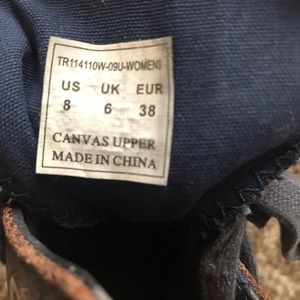 TR114110W-09U-WOMENS
US UK EUR
8 6 38
CANVAS UPPER
MADE IN CHINA